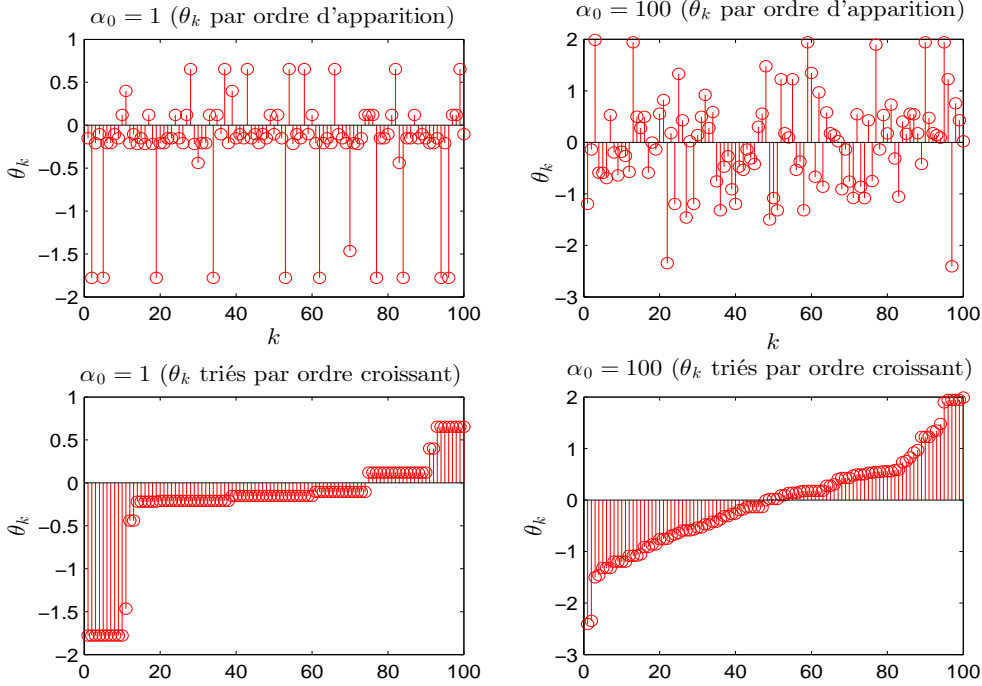 α₀ = 1 (θₖ par ordre d'apparition)
1
0.5
0
−0.5
−1
−1.5
−2
θₖ
0 20 40 60 80 100
k
α₀ = 100 (θₖ par ordre d'apparition)
2
1
0
−1
−2
−3
θₖ
0 20 40 60 80 100
k
α₀ = 1 (θₖ triés par ordre croissant)
1
0.5
0
−0.5
−1
−1.5
−2
θₖ
0 20 40 60 80 100
α₀ = 100 (θₖ triés par ordre croissant)
2
1
0
−1
−2
−3
θₖ
0 20 40 60 80 100